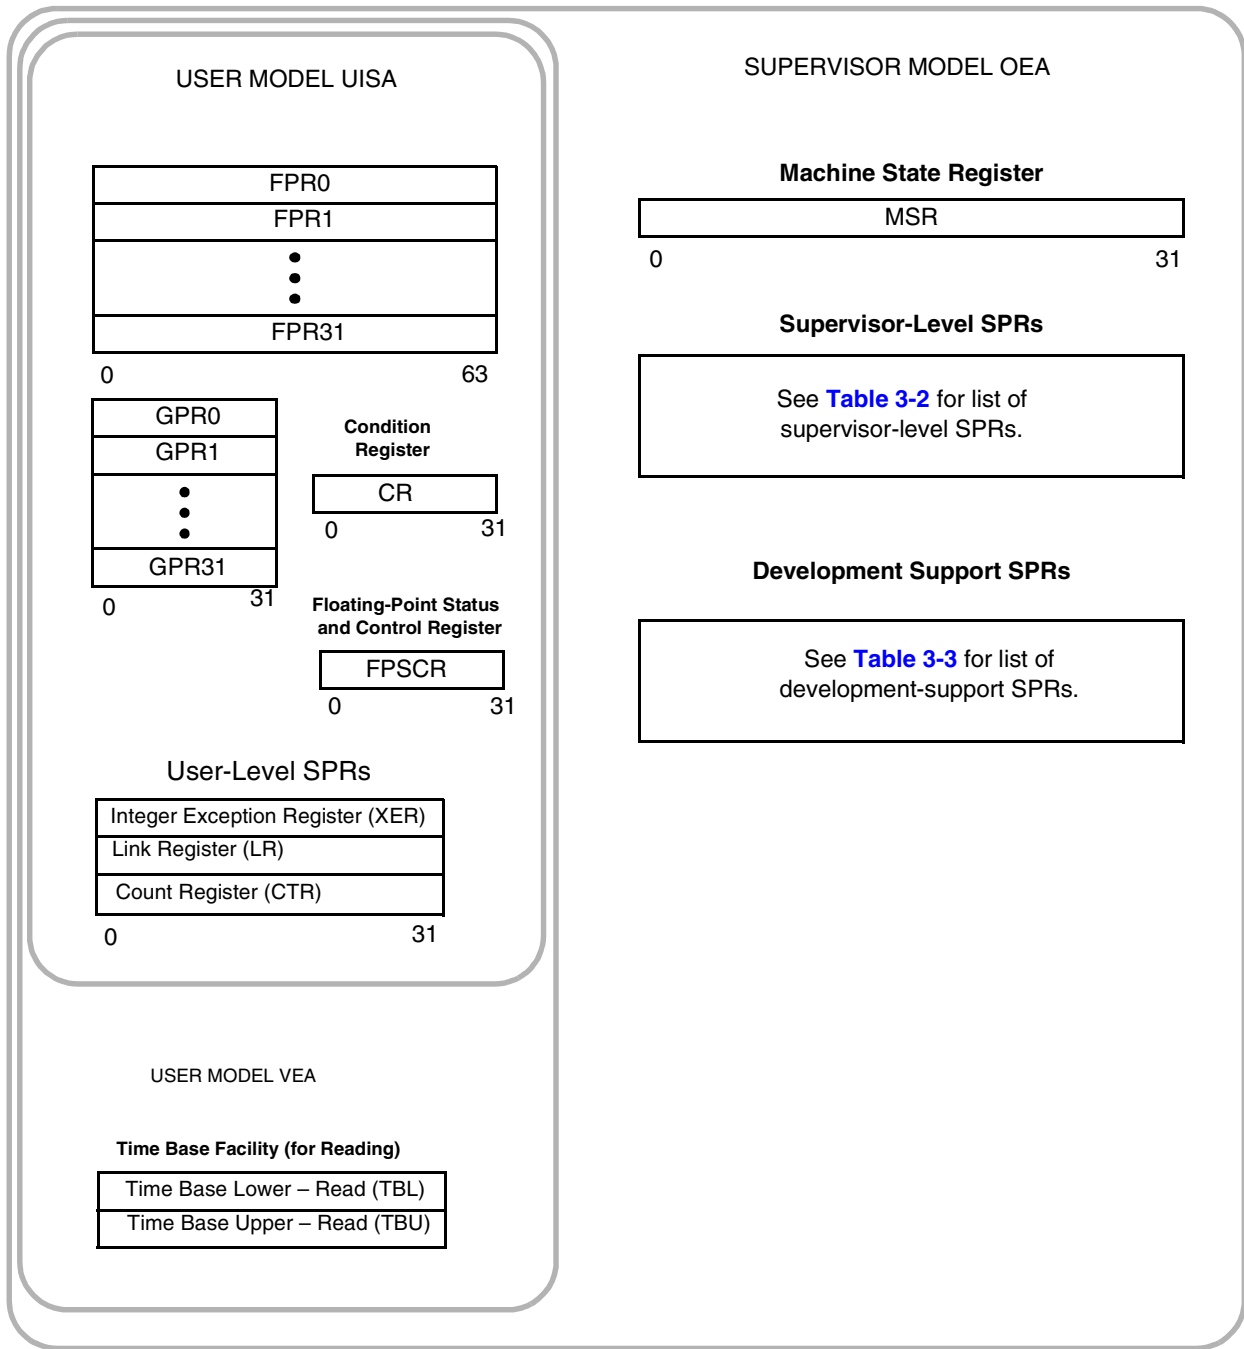 USER MODEL UISA
FPR0
FPR1
FPR31
0 63
GPR0
GPR1
GPR31
0 31
Condition
Register
CR
0 31
Floating-Point Status
and Control Register
FPSCR
0 31
User-Level SPRs
Integer Exception Register (XER)
Link Register (LR)
Count Register (CTR)
0 31
USER MODEL VEA
Time Base Facility (for Reading)
Time Base Lower – Read (TBL)
Time Base Upper – Read (TBU)
SUPERVISOR MODEL OEA
Machine State Register
MSR
0 31
Supervisor-Level SPRs
See Table 3-2 for list of
supervisor-level SPRs.
Development Support SPRs
See Table 3-3 for list of
development-support SPRs.